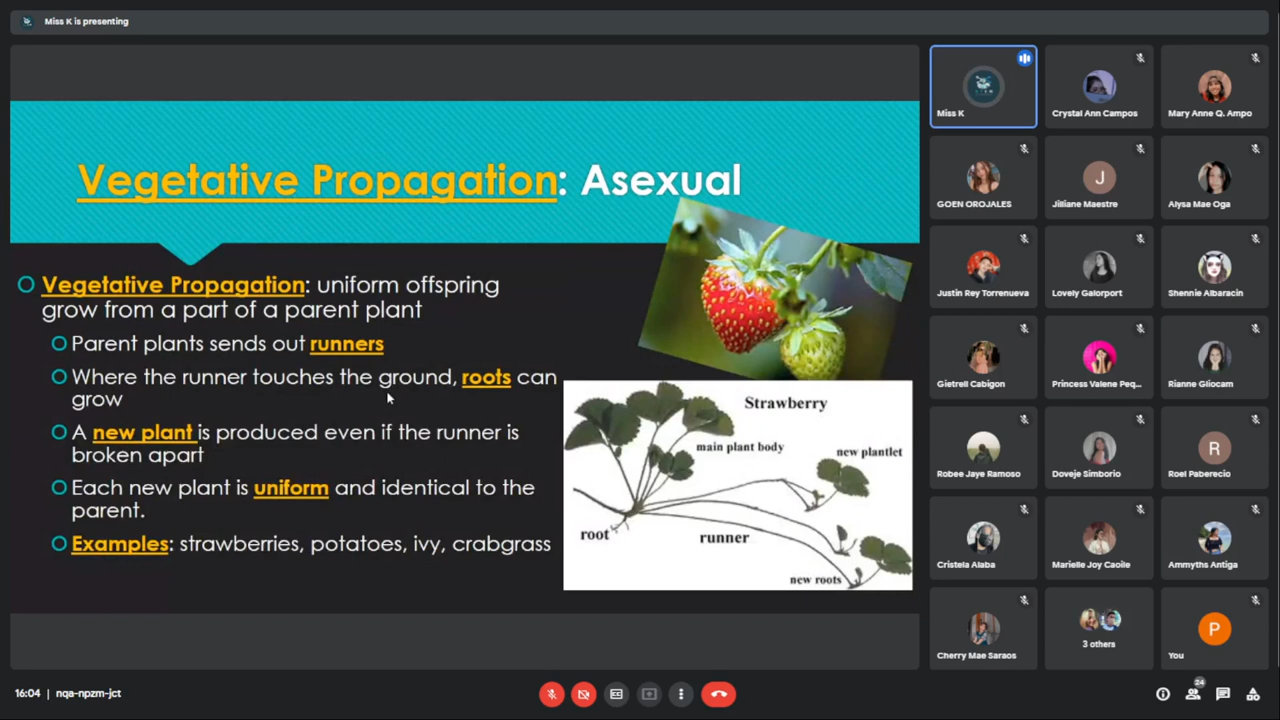 Miss K is presenting
Vegetative Propagation: Asexual
Vegetative Propagation: uniform offspring
grow from a part of a parent plant
Parent plants sends out runners
Where the runner touches the ground, roots can
grow
A new plant is produced even if the runner is
broken apart
Each new plant is uniform and identical to the
parent.
Examples: strawberries, potatoes, ivy, crabgrass
Strawberry
main plant body
new plantlet
root
runner
new roots
Miss K
Crystal Ann Campos
Mary Anne Q. Ampo
GOEN OROJALES
J
Jilliane Maestre
Alysa Mae Oga
Justin Rey Torrenueva
Lovely Galorport
Shennie Albaracin
Gietrell Cabigon
Princess Valene Peq...
Rianne Gliocam
Robee Jaye Ramoso
Doveje Simborio
R
Roel Paberecio
Cristela Alaba
Marielle Joy Caoile
Ammyths Antiga
Cherry Mae Saraos
3 others
P
You
16:04 | nqa-npzm-jct
24